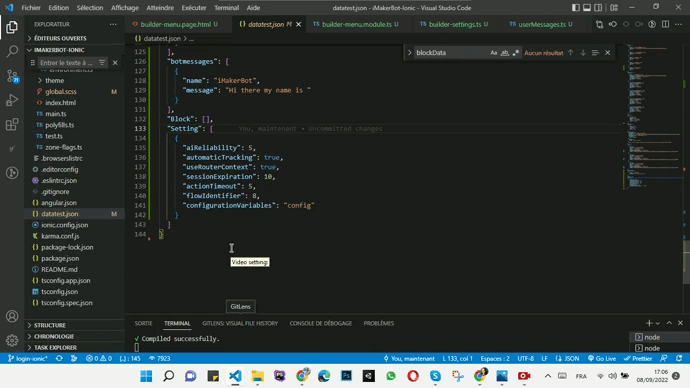 Fichier Edition Sélection Affichage Atteindre Exécuter Terminal Aide datatest.json - iMakerBot-Ionic - Visual Studio Code
EXPLORATEUR ···
builder-menu.page.html U datatest.json M builder-menu.module.ts U builder-settings.ts U userMessages.ts U
datatest.json > ...
ÉDITEURS OUVERTS
IMAKERBOT-IONIC
Entrer le texte à ...
theme
global.scss M
index.html
main.ts
polyfills.ts
test.ts
zone-flags.ts
.browserslistrc
.editorconfig
.eslintrc.json
.gitignore
angular.json
datatest.json M
ionic.config.json
karma.conf.js
package-lock.json
package.json
README.md
tsconfig.app.json
tsconfig.json
tsconfig.spec.json
STRUCTURE
CHRONOLOGIE
TASK EXPLORER
blockData Aa ab .* Aucun résultat
125 ],
126 "botmessages": [
127 {
128 "name": "iMakerBot",
129 "message": "Hi there my name is "
130 }
131 ],
132 "Block": [],
133 "Setting": [ You, maintenant • Uncommitted changes
134 {
135 "aiReliability": 5,
136 "automaticTracking": true,
137 "useRouterContext": true,
138 "sessionExpiration": 10,
139 "actionTimeout": 5,
140 "flowIdentifier": 8,
141 "configurationVariables": "config"
142 }
143 ]
144 }
Video settings
GitLens
SORTIE TERMINAL GITLENS: VISUAL FILE HISTORY CONSOLE DE DÉBOGAGE PROBLÈMES
√ Compiled successfully.
node
node
login-ionic* 0 0 [..] : 145 7923 You, maintenant L 133, col 1 Espaces : 2 UTF-8 LF JSON Go Live Prettier
FRA 17:06
08/09/2022 2